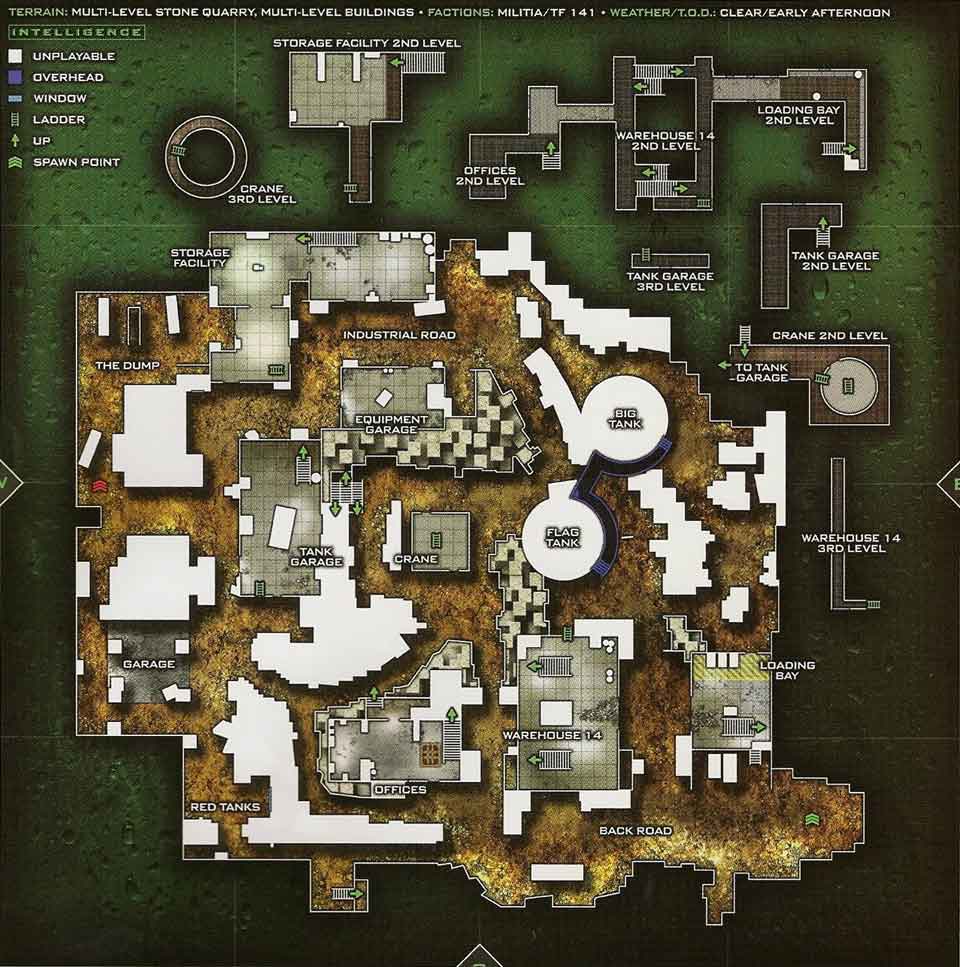 TERRAIN: MULTI-LEVEL STONE QUARRY, MULTI-LEVEL BUILDINGS • FACTIONS: MILITIA/TF 141 • WEATHER/T.O.D.: CLEAR/EARLY AFTERNOON
INTELLIGENCE
UNPLAYABLE
OVERHEAD
WINDOW
LADDER
UP
SPAWN POINT
STORAGE FACILITY 2ND LEVEL
CRANE
3RD LEVEL
OFFICES
2ND LEVEL
WAREHOUSE 14
2ND LEVEL
LOADING BAY
2ND LEVEL
TANK GARAGE
2ND LEVEL
TANK GARAGE
3RD LEVEL
CRANE 2ND LEVEL
TO TANK
GARAGE
STORAGE
FACILITY
INDUSTRIAL ROAD
THE DUMP
EQUIPMENT
GARAGE
BIG
TANK
FLAG
TANK
TANK
GARAGE
CRANE
WAREHOUSE 14
3RD LEVEL
GARAGE
LOADING
BAY
WAREHOUSE 14
OFFICES
RED TANKS
BACK ROAD